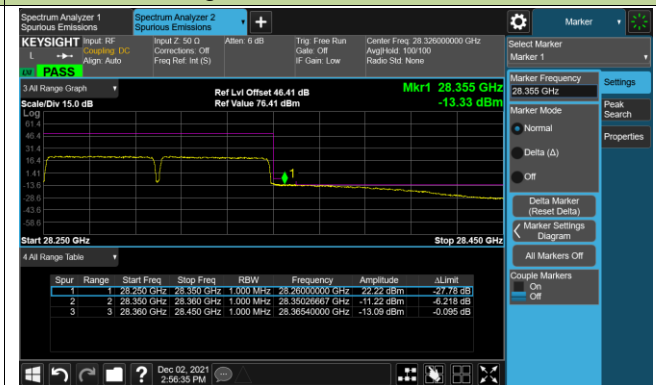 Spectrum Analyzer 1
Spurious Emissions
Spectrum Analyzer 2
Spurious Emissions
Marker
KEYSIGHT
Input: RF
Coupling: DC
Align: Auto
Input Z: 50 Ω
Corrections: Off
Freq Ref: Int (S)
Atten: 6 dB
Trig: Free Run
Gate: Off
IF Gain: Low
Center Freq: 28.326000000 GHz
Avg|Hold: 100/100
Radio Std: None
L
PASS
3 All Range Graph
Scale/Div 15.0 dB
Ref Lvl Offset 46.41 dB
Ref Value 76.41 dBm
Mkr1 28.355 GHz
-13.33 dBm
Log
61.4
46.4
31.4
16.4
1.41
-13.6
-28.6
-43.6
-58.6
1
Start 28.250 GHz
Stop 28.450 GHz
4 All Range Table
Spur Range Start Freq Stop Freq RBW Frequency Amplitude ΔLimit
1 1 28.250 GHz 28.350 GHz 1.000 MHz 28.26000000 GHz 22.22 dBm -27.78 dB
2 2 28.350 GHz 28.360 GHz 1.000 MHz 28.35026667 GHz -11.22 dBm -6.218 dB
3 3 28.360 GHz 28.450 GHz 1.000 MHz 28.36540000 GHz -13.09 dBm -0.095 dB
Dec 02, 2021
2:56:35 PM
Select Marker
Marker 1
Marker Frequency
28.355 GHz
Marker Mode
Normal
Delta (Δ)
Off
Delta Marker
(Reset Delta)
Marker Settings
Diagram
All Markers Off
Couple Markers
On
Off
Settings
Peak
Search
Properties